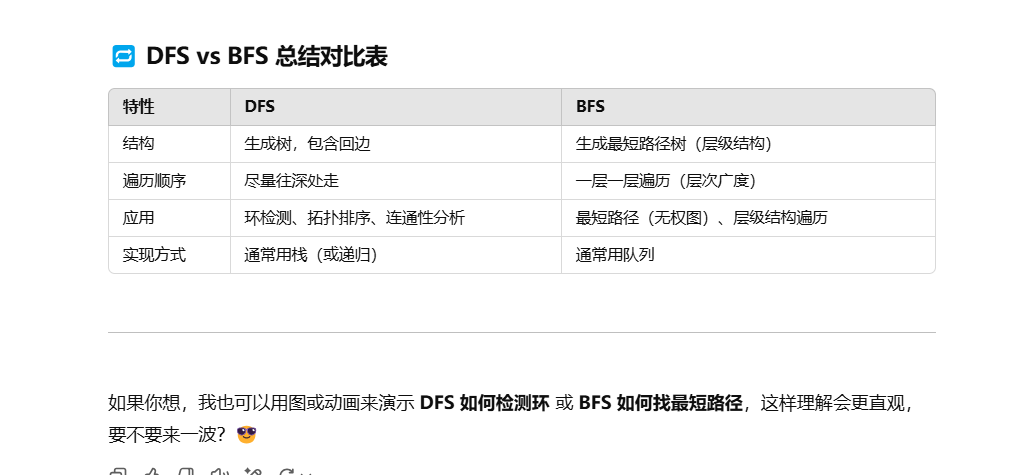 🔁 DFS vs BFS 总结对比表
特性 DFS BFS
结构 生成树，包含回边 生成最短路径树（层级结构）
遍历顺序 尽量往深处走 一层一层遍历（层次广度）
应用 环检测、拓扑排序、连通性分析 最短路径（无权图）、层级结构遍历
实现方式 通常用栈（或递归） 通常用队列
如果你想，我也可以用图或动画来演示 DFS 如何检测环 或 BFS 如何找最短路径，这样理解会更直观，
要不要来一波？😎